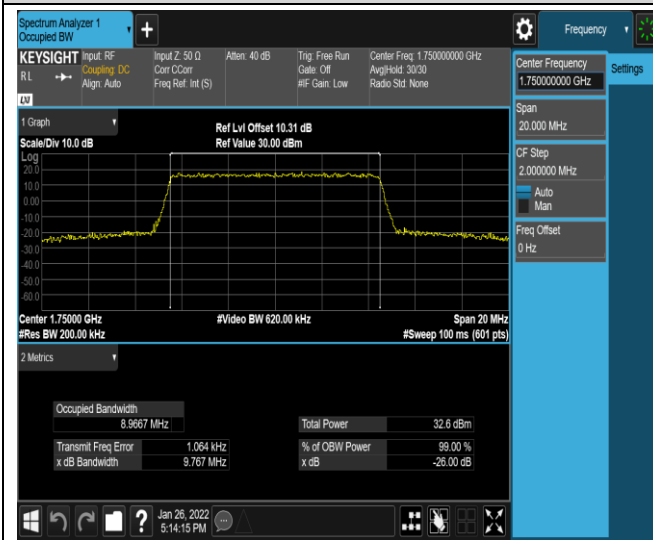 Spectrum Analyzer 1
Occupied BW
+
Frequency
KEYSIGHT
RL
LXI
Input: RF
Coupling: DC
Align: Auto
Input Z: 50 Ω
Corr CCorr
Freq Ref: Int (S)
Atten: 40 dB
Trig: Free Run
Gate: Off
#IF Gain: Low
Center Freq: 1.750000000 GHz
Avg|Hold: 30/30
Radio Std: None
Center Frequency
1.750000000 GHz
Settings
Span
20.000 MHz
CF Step
2.000000 MHz
Auto
Man
Freq Offset
0 Hz
1 Graph
Scale/Div 10.0 dB
Ref Lvl Offset 10.31 dB
Ref Value 30.00 dBm
Log
20.0
10.0
0.00
-10.0
-20.0
-30.0
-40.0
-50.0
-60.0
Center 1.75000 GHz
#Res BW 200.00 kHz
#Video BW 620.00 kHz
Span 20 MHz
#Sweep 100 ms (601 pts)
2 Metrics
Occupied Bandwidth
8.9667 MHz
Total Power 32.6 dBm
Transmit Freq Error 1.064 kHz
% of OBW Power 99.00 %
x dB Bandwidth 9.767 MHz
x dB -26.00 dB
?
Jan 26, 2022
5:14:15 PM